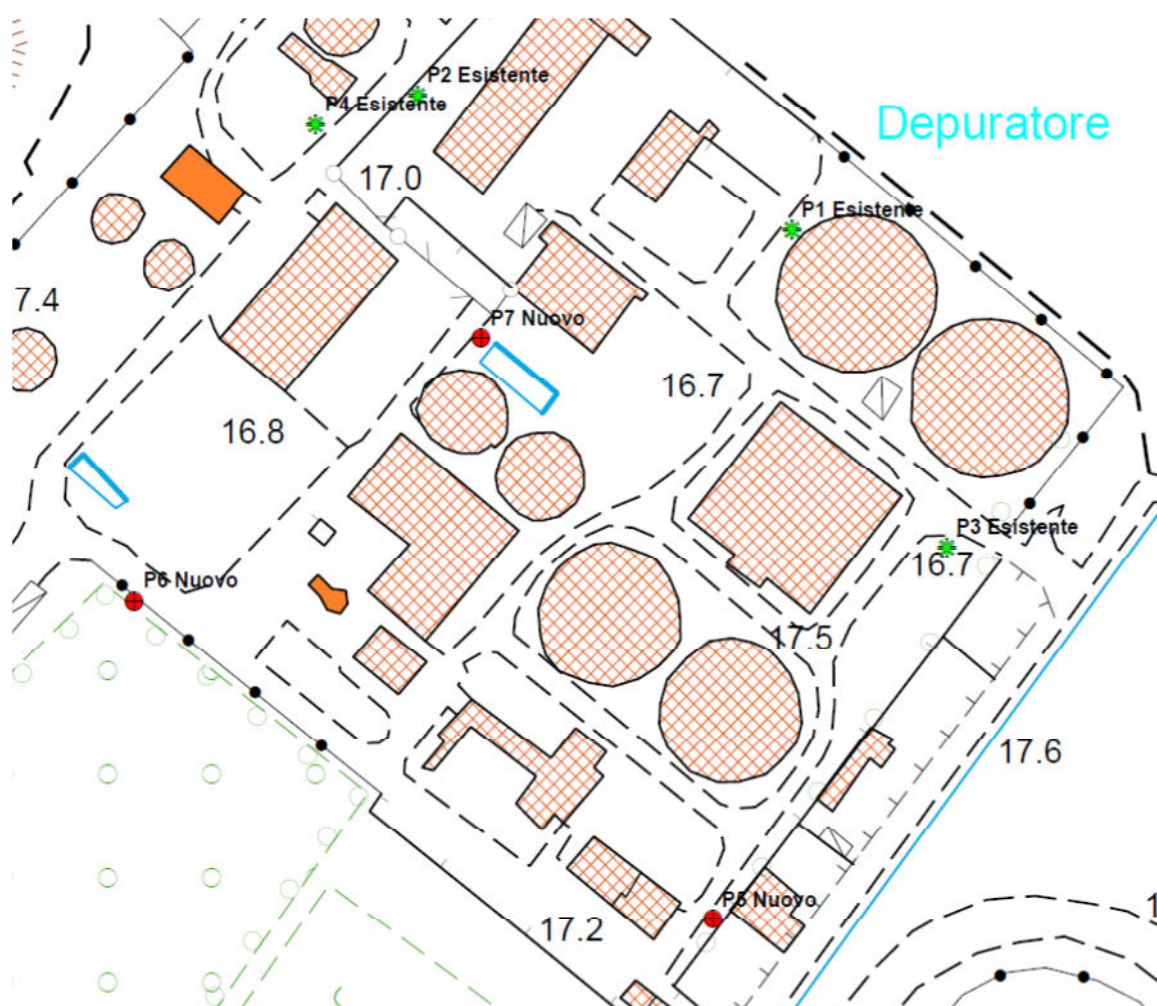 P2 Esistente
P4 Esistente
Depuratore
17.0
P1 Esistente
7.4
P7 Nuovo
16.7
16.8
P3 Esistente
16.7
P6 Nuovo
17.5
17.6
P5 Nuovo
17.2
1